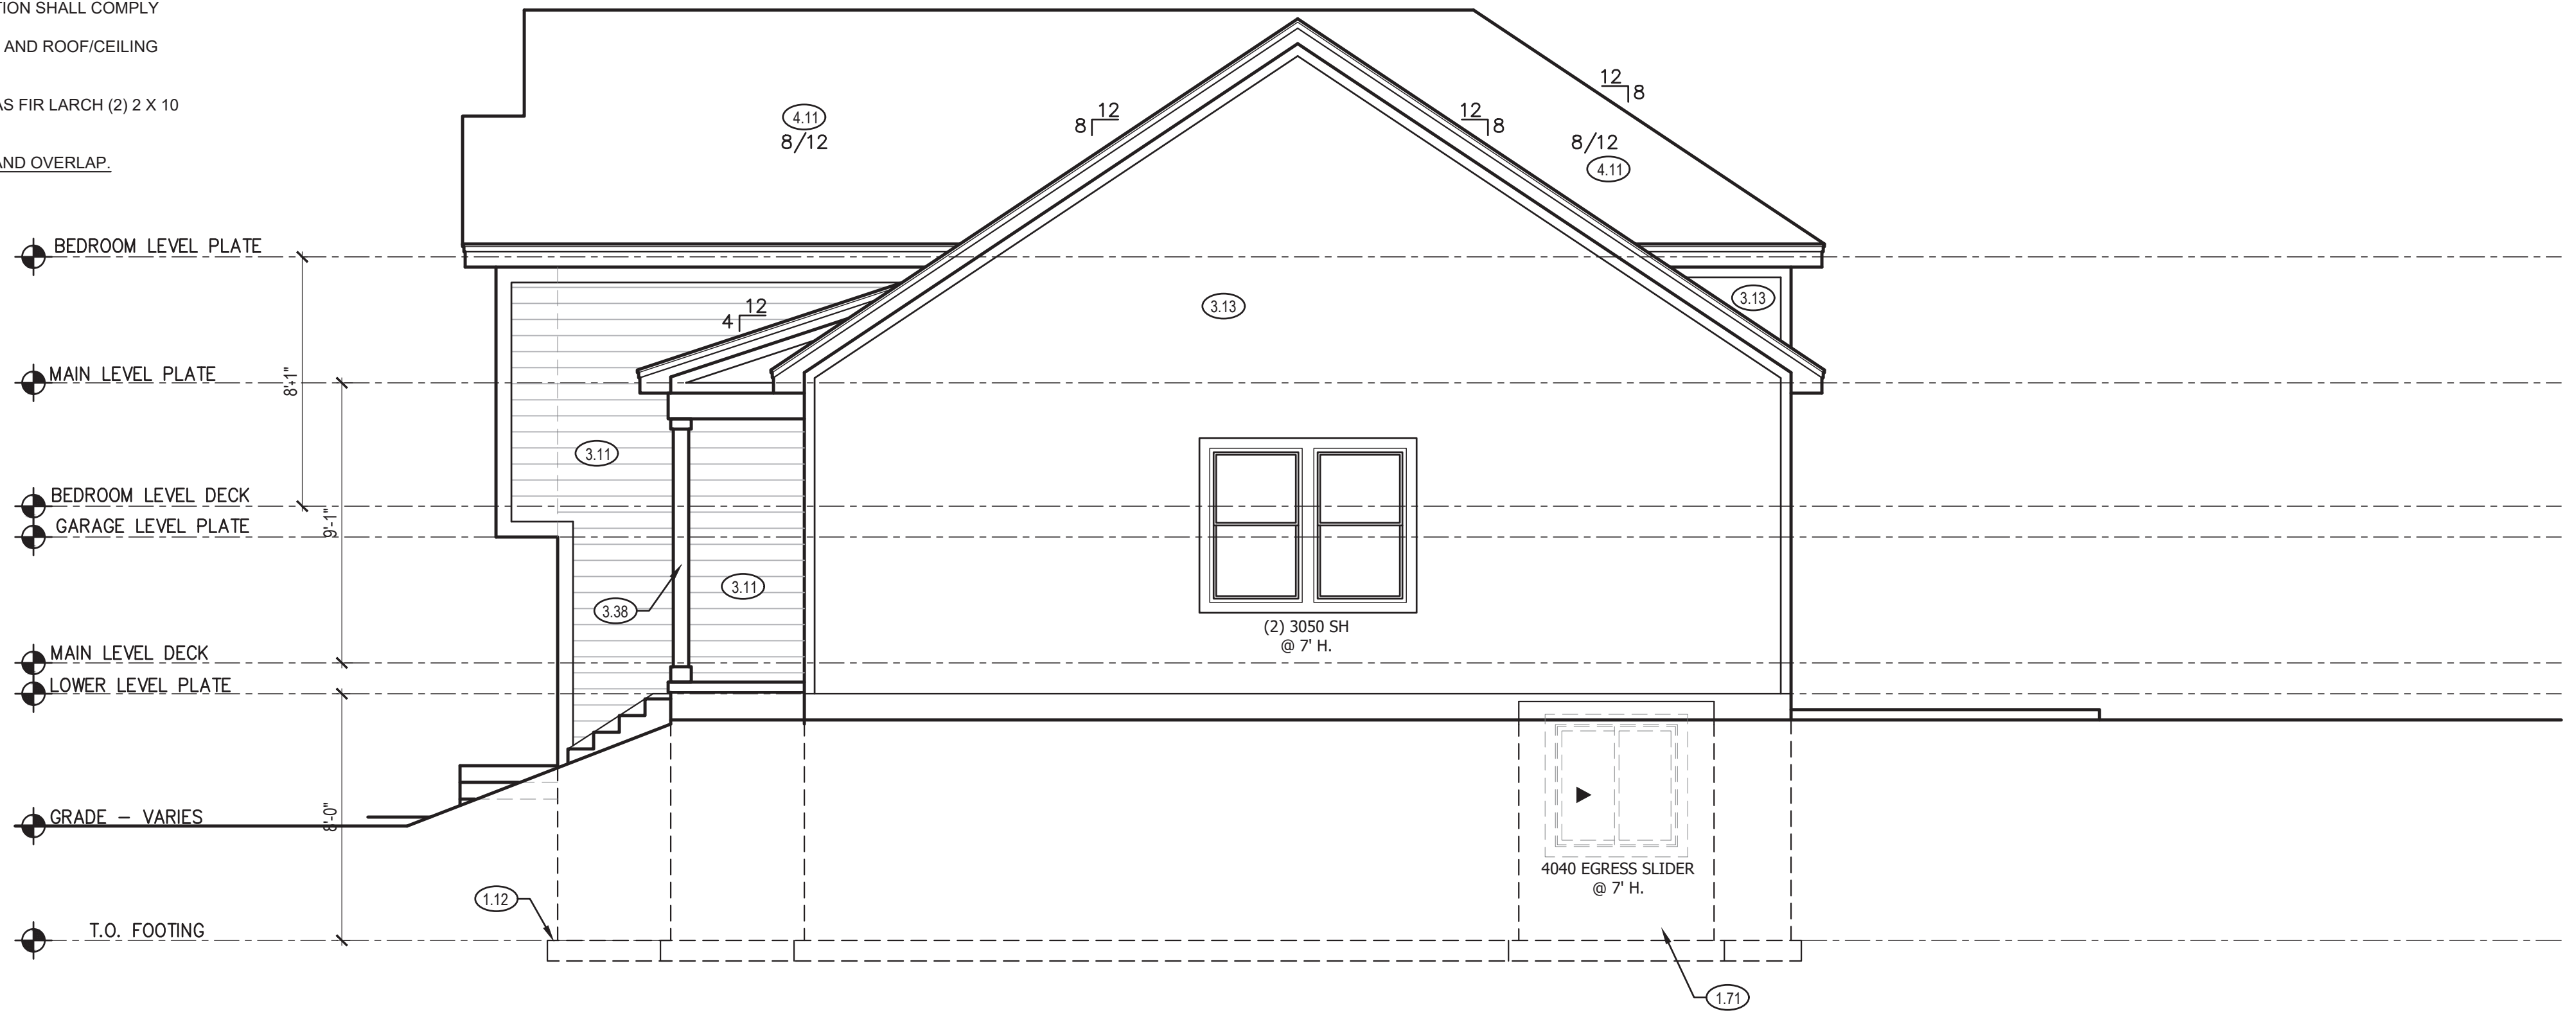 TION SHALL COMPLY
AND ROOF/CEILING
AS FIR LARCH (2) 2 X 10
AND OVERLAP.
12
8
12
8
12
8
4.11
8/12
8/12
4.11
BEDROOM LEVEL PLATE
3.13
3.13
12
4
MAIN LEVEL PLATE
8'-1"
3.11
BEDROOM LEVEL DECK
GARAGE LEVEL PLATE
9'-1"
3.11
3.38
(2) 3050 SH
@ 7' H.
MAIN LEVEL DECK
LOWER LEVEL PLATE
GRADE – VARIES
8'-0"
4040 EGRESS SLIDER
@ 7' H.
1.12
T.O. FOOTING
1.71